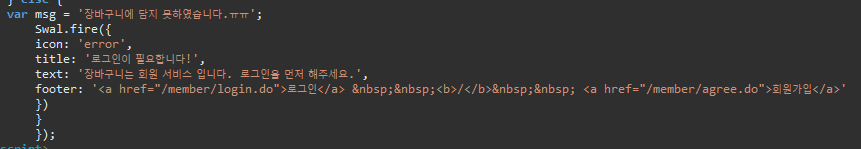 } else {
var msg = '장바구니에 담지 못하였습니다.ㅠㅠ';
Swal.fire({
icon: 'error',
title: '로그인이 필요합니다!',
text: '장바구니는 회원 서비스 입니다. 로그인을 먼저 해주세요.',
footer: '<a href="/member/login.do">로그인</a> &nbsp;&nbsp;<b>/</b>&nbsp;&nbsp; <a href="/member/agree.do">회원가입</a>'
})
}
});
script>